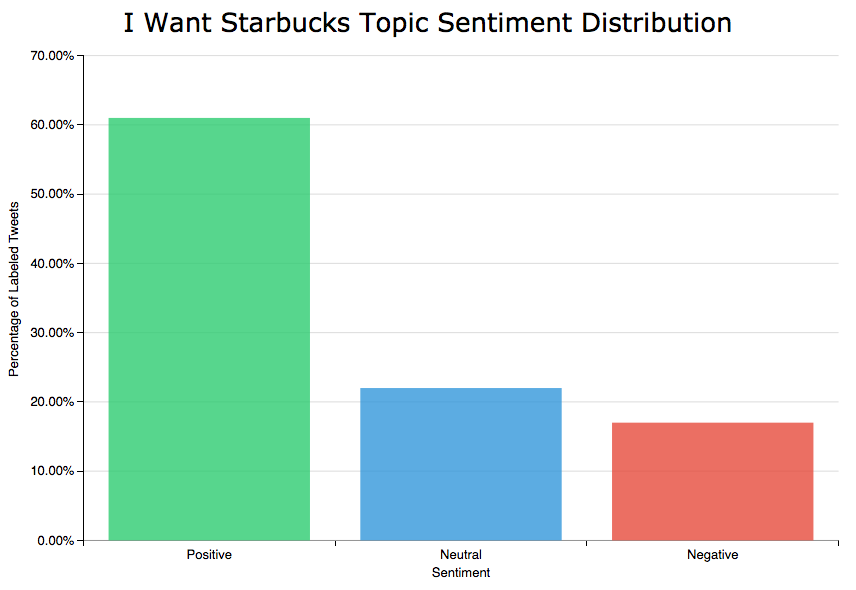 I Want Starbucks Topic Sentiment Distribution
70.00%
60.00%
50.00%
40.00%
30.00%
20.00%
10.00%
0.00%
Percentage of Labeled Tweets
Positive
Neutral
Negative
Sentiment